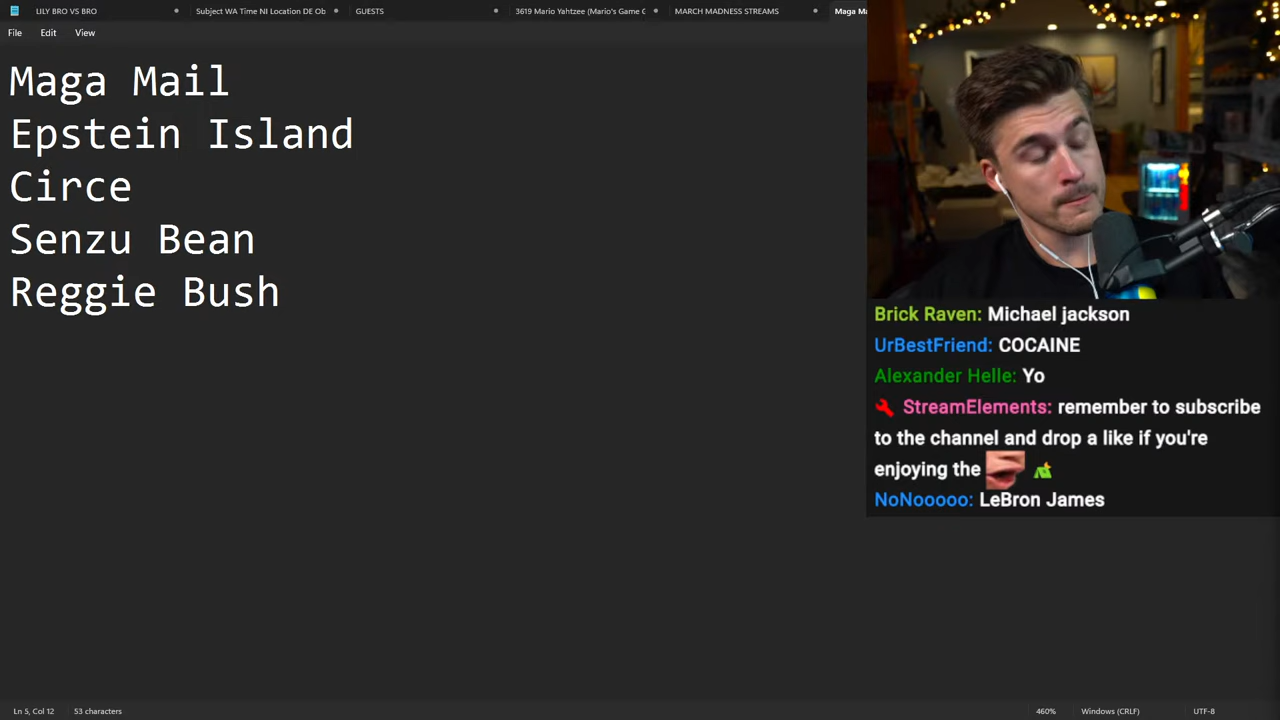 LILY BRO VS BRO
Subject WA Time NI Location DE Ob
GUESTS
3619 Mario Yahtzee (Mario's Game G
MARCH MADNESS STREAMS
Maga Ma
File Edit View
Maga Mail
Epstein Island
Circe
Senzu Bean
Reggie Bush
Brick Raven: Michael jackson
UrBestFriend: COCAINE
Alexander Helle: Yo
StreamElements: remember to subscribe
to the channel and drop a like if you're
enjoying the
NoNooooo: LeBron James
Ln 5, Col 12
53 characters
460%
Windows (CRLF)
UTF-8